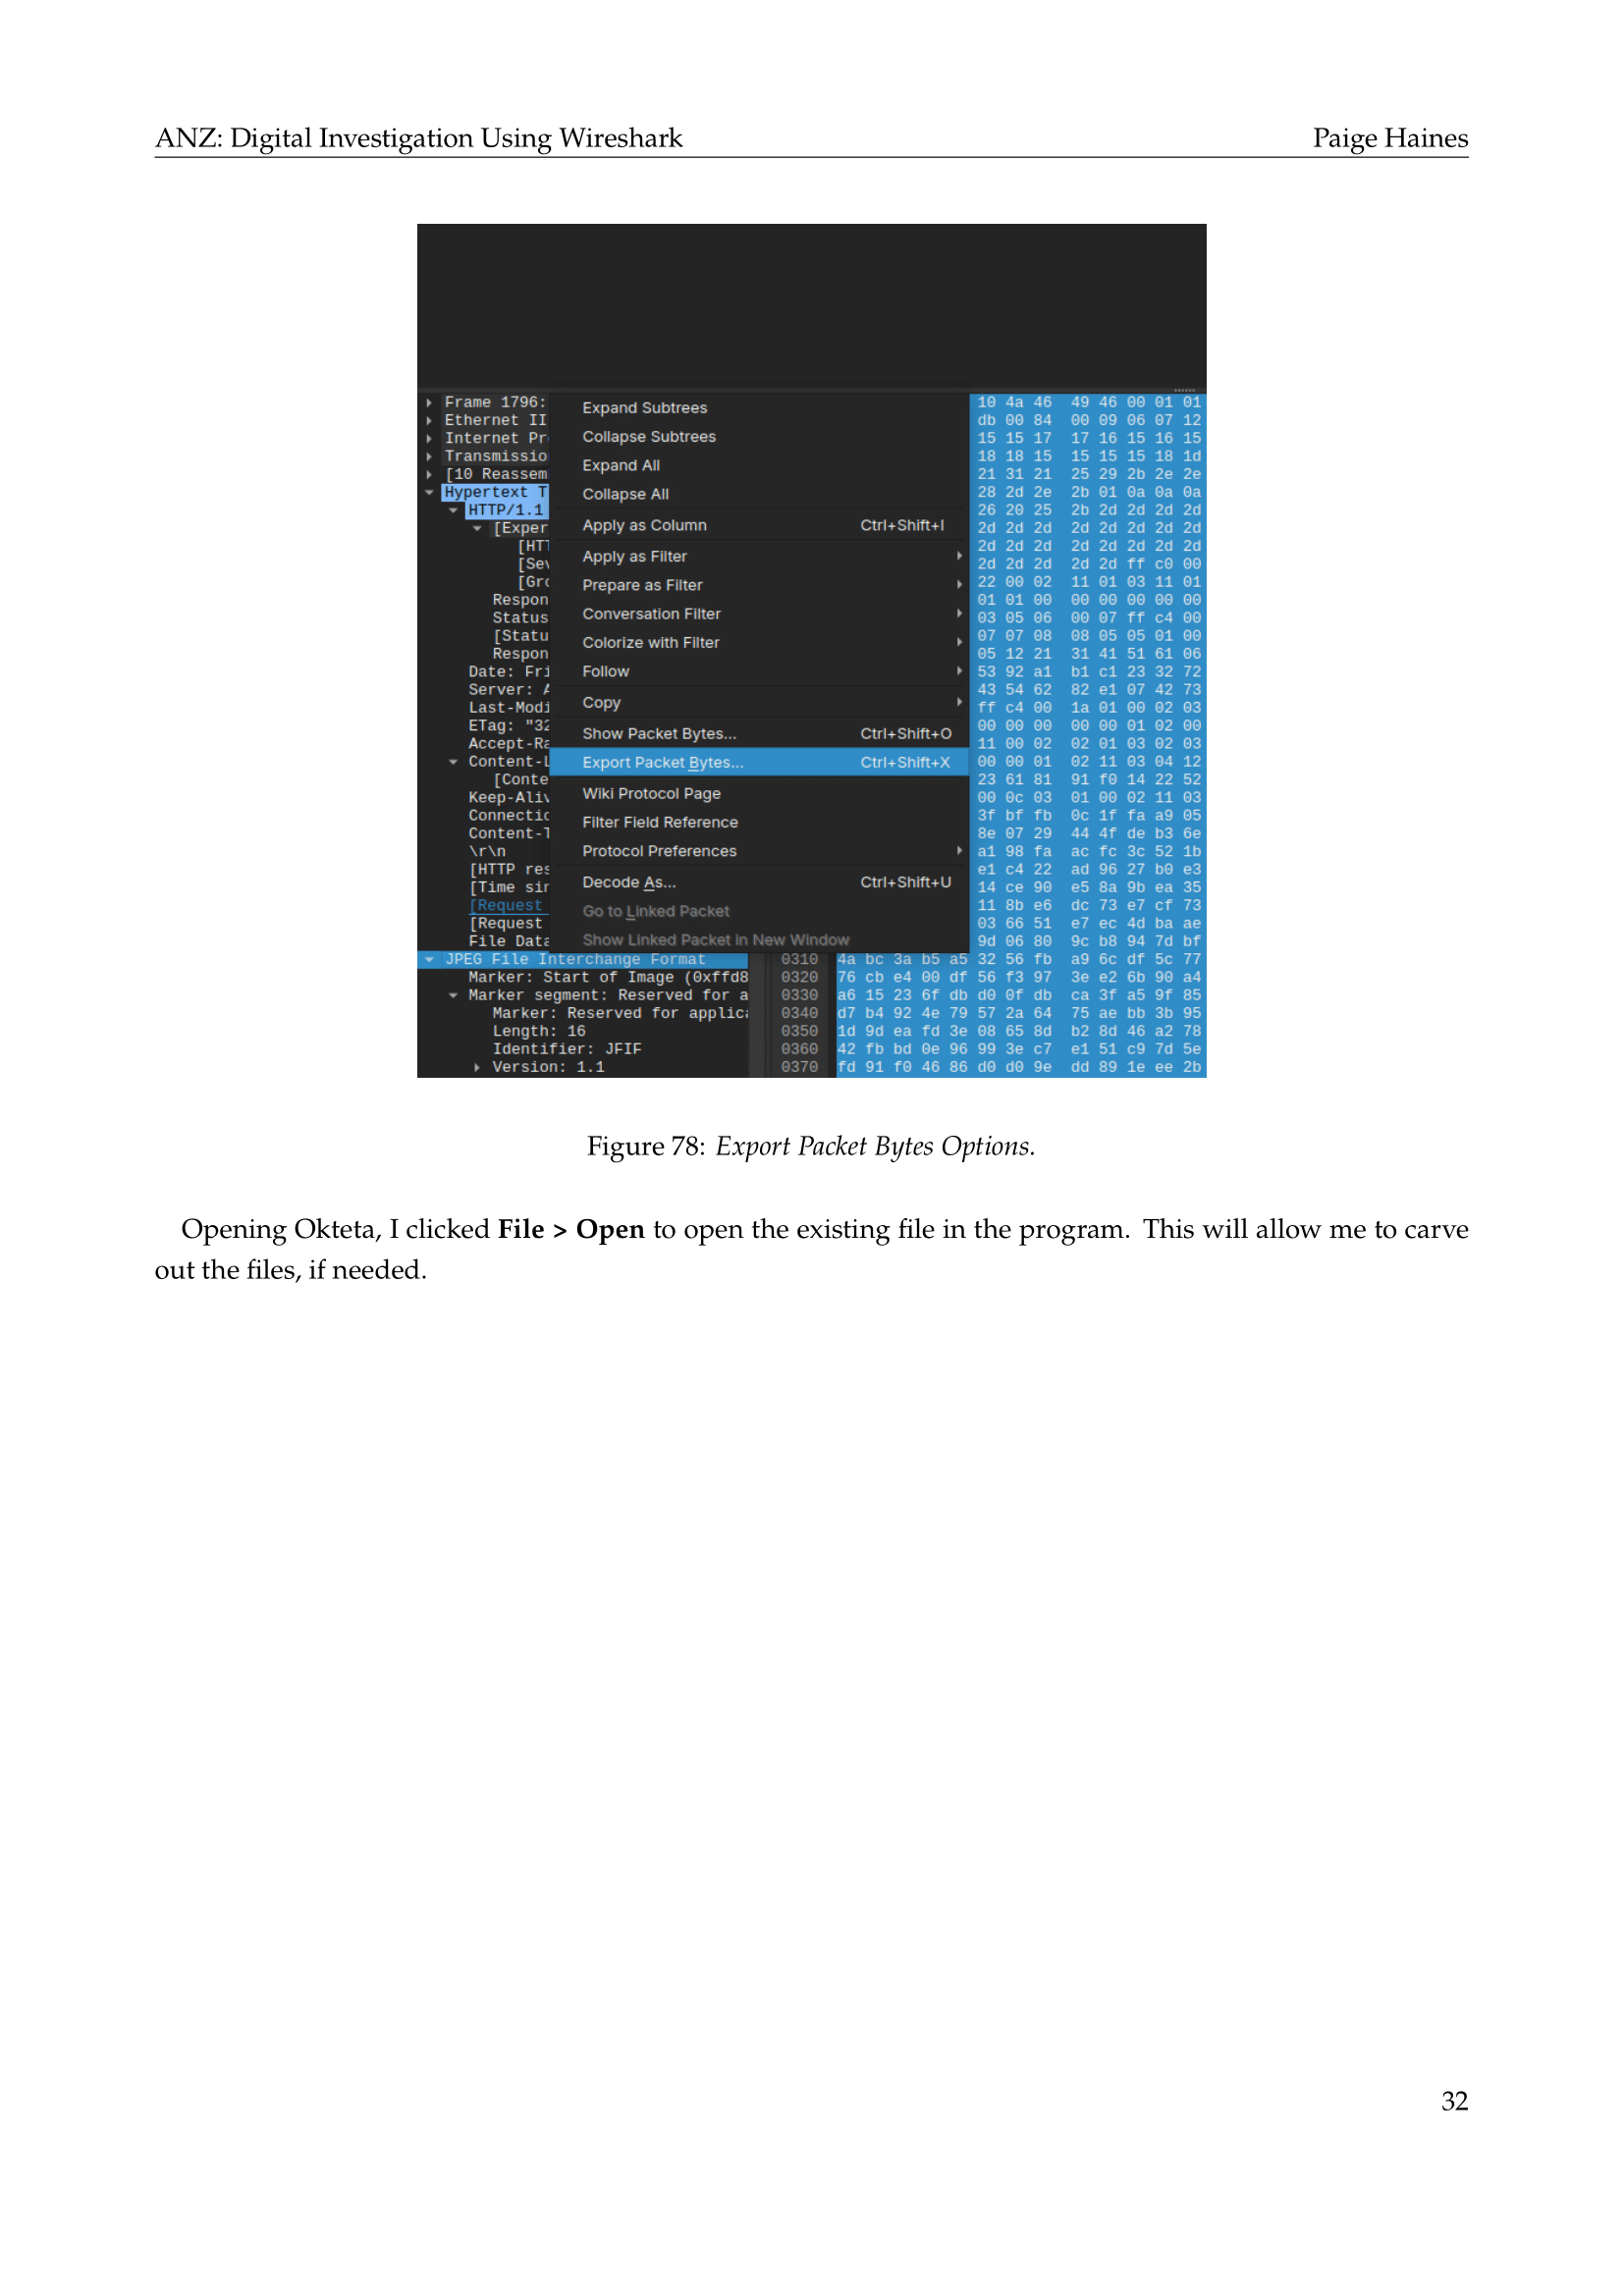 ANZ: Digital Investigation Using Wireshark Paige Haines
Frame 1796:
Ethernet II
Internet Pr
Transmissio
[10 Reassem
Hypertext T
HTTP/1.1
[Exper
[HTT
[Sev
[Gro
Respon
Status
[Statu
Respon
Date: Fri
Server: A
Last-Modi
ETag: "32
Accept-Ra
Content-L
[Conte
Keep-Aliv
Connectio
Content-T
\r\n
[HTTP res
[Time sin
[Request
[Request
File Data
Expand Subtrees
Collapse Subtrees
Expand All
Collapse All
Apply as Column Ctrl+Shift+I
Apply as Filter
Prepare as Filter
Conversation Filter
Colorize with Filter
Follow
Copy
Show Packet Bytes... Ctrl+Shift+O
Export Packet Bytes... Ctrl+Shift+X
Wiki Protocol Page
Filter Field Reference
Protocol Preferences
Decode As... Ctrl+Shift+U
Go to Linked Packet
Show Linked Packet in New Window
10 4a 46 49 46 00 01 01
db 00 84 00 09 06 07 12
15 15 17 17 16 15 16 15
18 18 15 15 15 15 18 1d
21 31 21 25 29 2b 2e 2e
28 2d 2e 2b 01 0a 0a 0a
26 20 25 2b 2d 2d 2d 2d
2d 2d 2d 2d 2d 2d 2d 2d
2d 2d 2d 2d 2d 2d 2d 2d
2d 2d 2d 2d 2d ff c0 00
22 00 02 11 01 03 11 01
01 01 00 00 00 00 00 00
03 05 06 00 07 ff c4 00
07 07 08 08 05 05 01 00
05 12 21 31 41 51 61 06
53 92 a1 b1 c1 23 32 72
43 54 62 82 e1 07 42 73
ff c4 00 1a 01 00 02 03
00 00 00 00 00 01 02 00
11 00 02 02 01 03 02 03
00 00 01 02 11 03 04 12
23 61 81 91 f0 14 22 52
00 0c 03 01 00 02 11 03
3f bf fb 0c 1f fa a9 05
8e 07 29 44 4f de b3 6e
a1 98 fa ac fc 3c 52 1b
e1 c4 22 ad 96 27 b0 e3
14 ce 90 e5 8a 9b ea 35
11 8b e6 dc 73 e7 cf 73
03 66 51 e7 ec 4d ba ae
9d 06 80 9c b8 94 7d bf
JPEG File Interchange Format 0310 4a bc 3a b5 a5 32 56 fb a9 6c df 5c 77
Marker: Start of Image (0xffd8 0320 76 cb e4 00 df 56 f3 97 3e e2 6b 90 a4
Marker segment: Reserved for a 0330 a6 15 23 6f db d0 0f db ca 3f a5 9f 85
Marker: Reserved for applica 0340 d7 b4 92 4e 79 57 2a 64 75 ae bb 3b 95
Length: 16 0350 1d 9d ea fd 3e 08 65 8d b2 8d 46 a2 78
Identifier: JFIF 0360 42 fb bd 0e 96 99 3e c7 e1 51 c9 7d 5e
Version: 1.1 0370 fd 91 f0 46 86 d0 d0 9e dd 89 1e ee 2b
Figure 78: Export Packet Bytes Options.
Opening Okteta, I clicked File > Open to open the existing file in the program. This will allow me to carve
out the files, if needed.
32